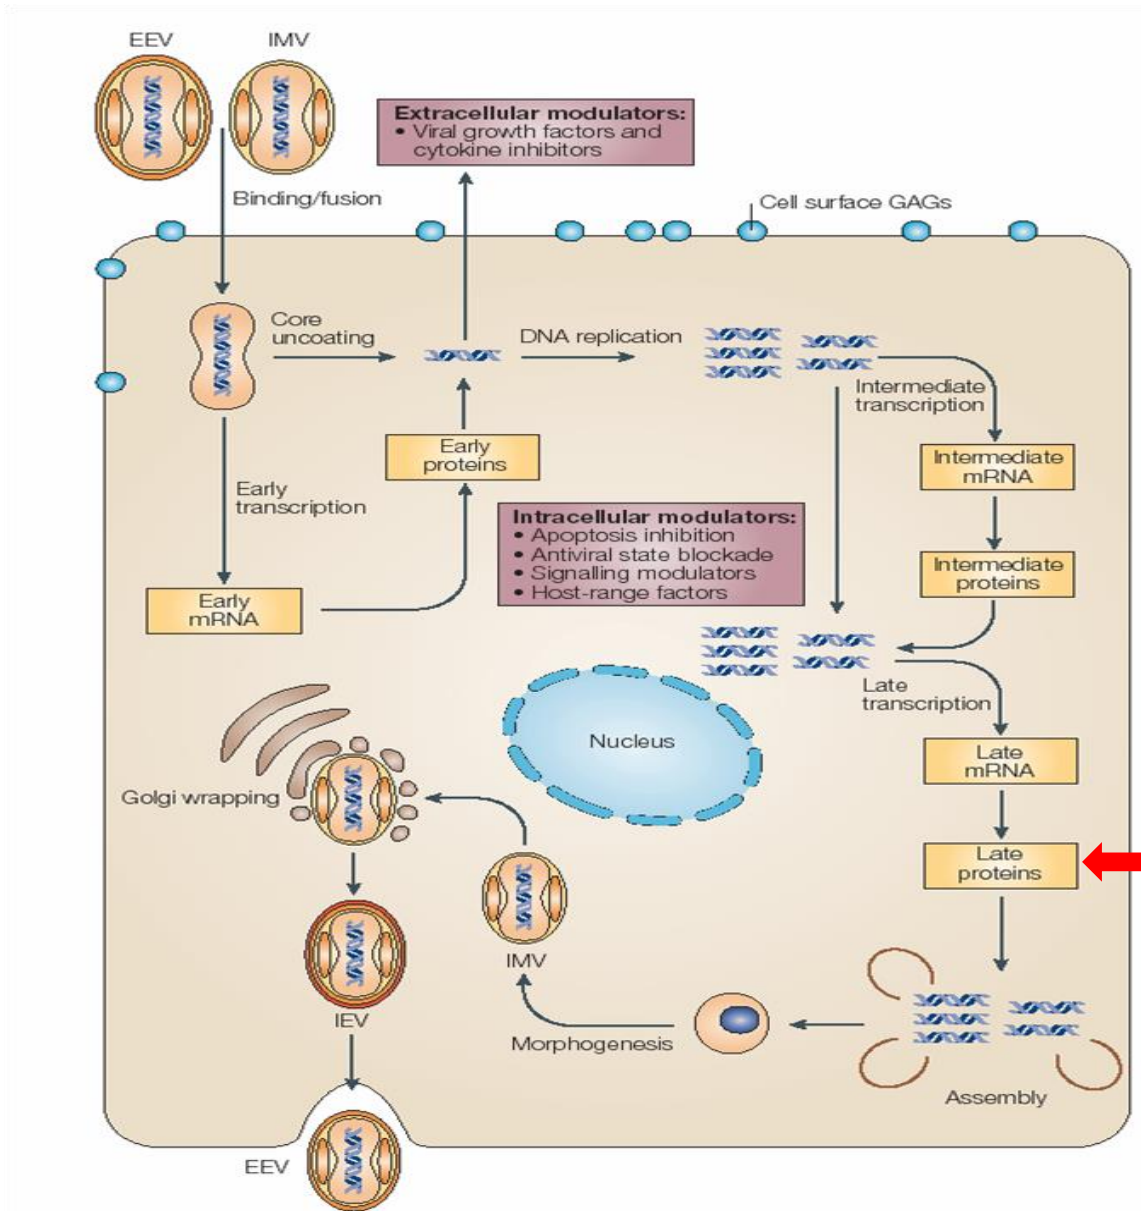 EEV
IMV
Extracellular modulators:
• Viral growth factors and
cytokine inhibitors
Binding/fusion
Cell surface GAGs
Core
uncoating
DNA replication
Intermediate
transcription
Early
proteins
Intermediate
mRNA
Early
transcription
Intracellular modulators:
• Apoptosis inhibition
• Antiviral state blockade
• Signalling modulators
• Host-range factors
Intermediate
proteins
Early
mRNA
Late
transcription
Nucleus
Late
mRNA
Golgi wrapping
Late
proteins
IMV
IEV
Morphogenesis
Assembly
EEV